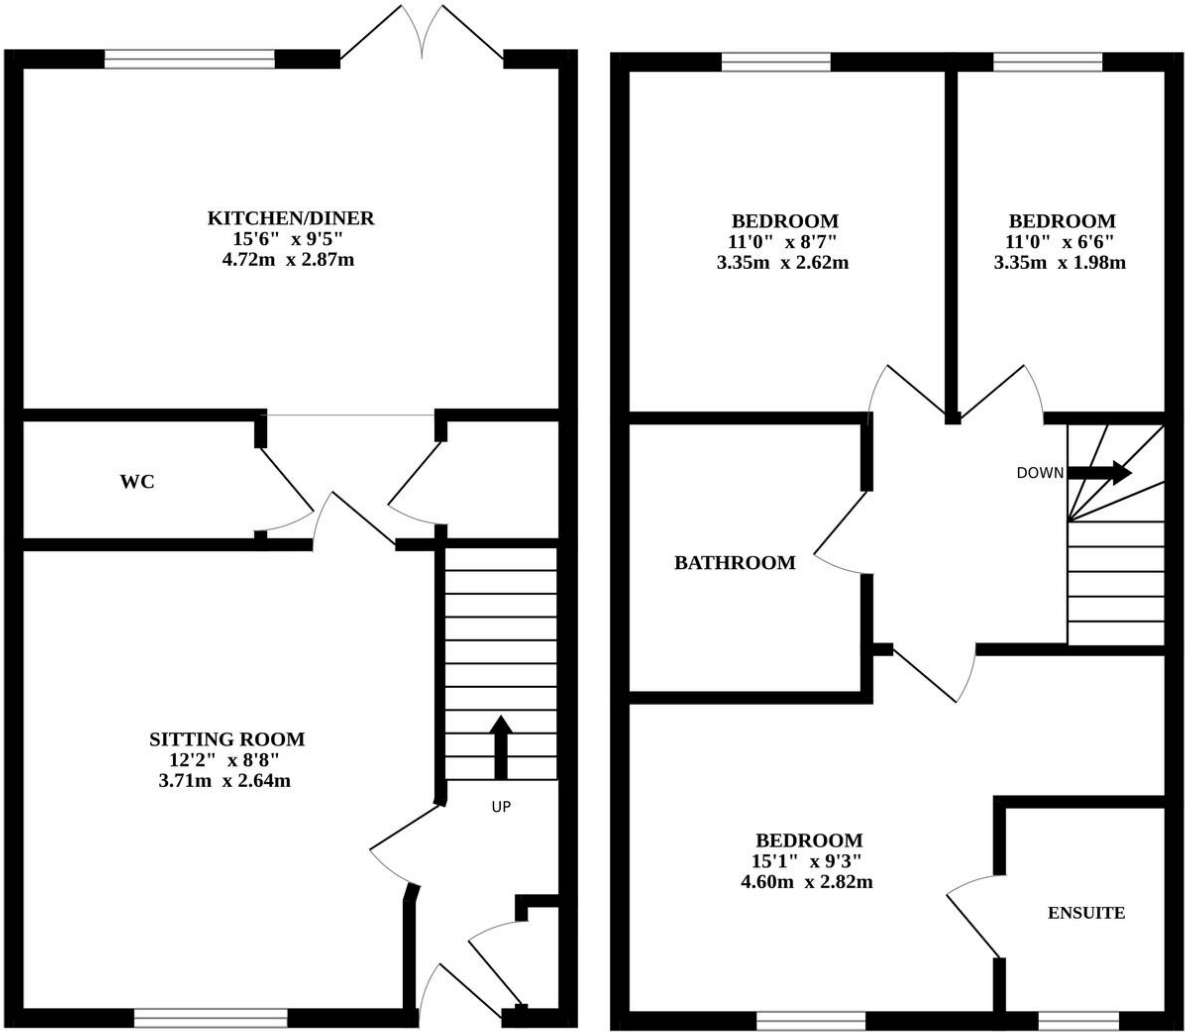 KITCHEN/DINER
15'6" x 9'5"
4.72m x 2.87m
WC
SITTING ROOM
12'2" x 8'8"
3.71m x 2.64m
UP
BEDROOM
11'0" x 8'7"
3.35m x 2.62m
BEDROOM
11'0" x 6'6"
3.35m x 1.98m
DOWN
BATHROOM
BEDROOM
15'1" x 9'3"
4.60m x 2.82m
ENSUITE